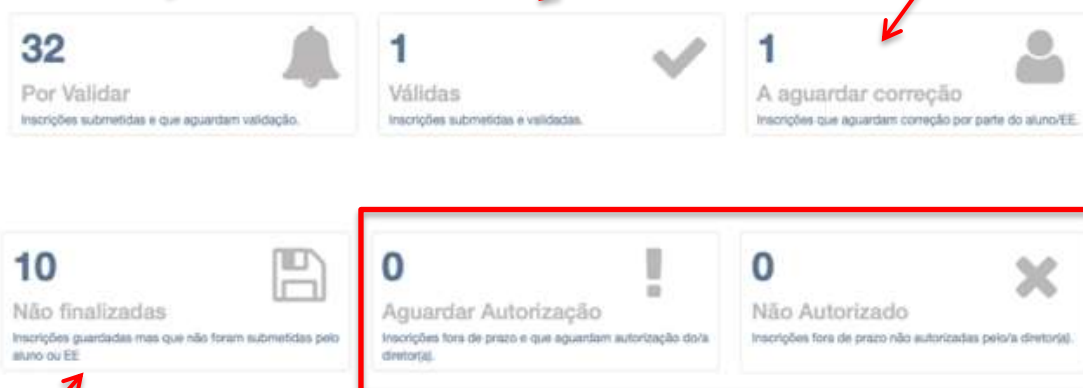 32
Por Validar
Inscrições submetidas e que aguardam validação.
1
Válidas
Inscrições submetidas e validadas.
1
A aguardar correção
Inscrições que aguardam correção por parte do aluno/EE.
10
Não finalizadas
Inscrições guardadas mas que não foram submetidas pelo
aluno ou EE
0
Aguardar Autorização
Inscrições fora de prazo e que aguardam autorização do/a
diretor(a).
0
Não Autorizado
Inscrições fora de prazo não autorizadas pelo/a diretor(a).